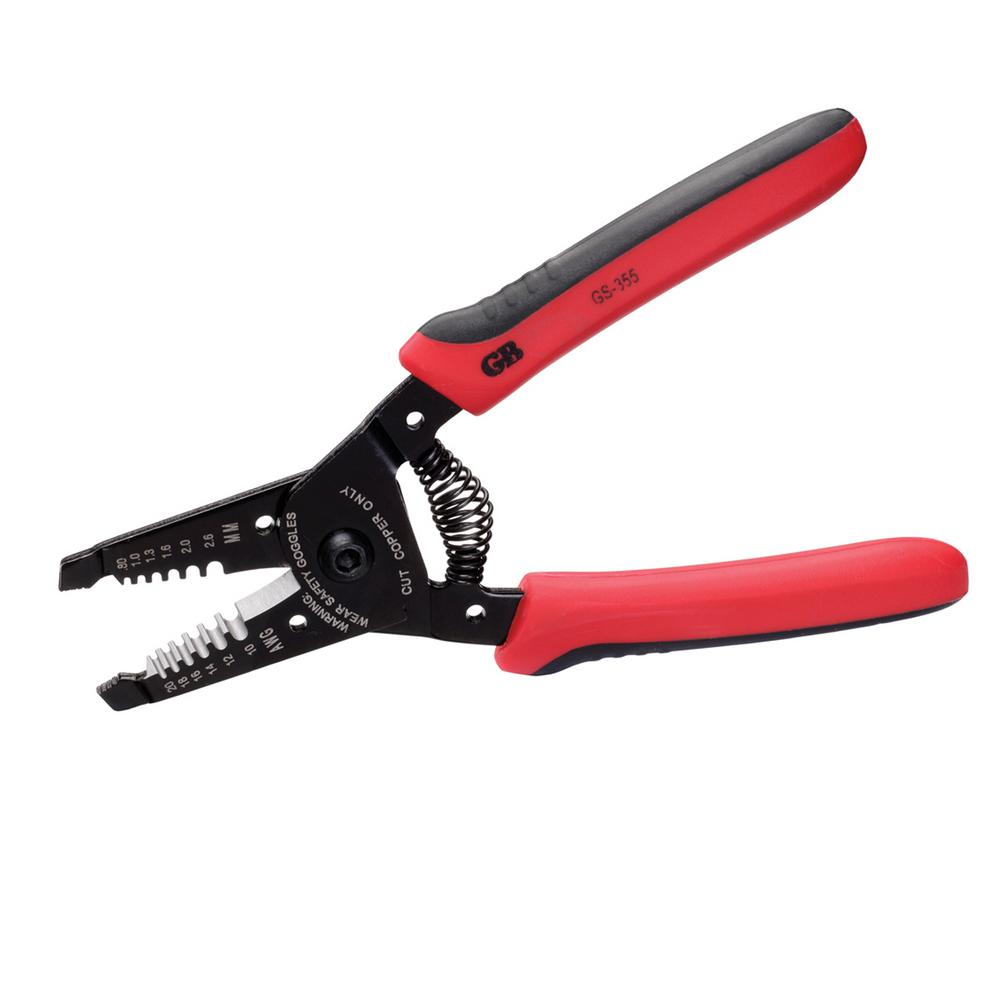 GS-355
GB
CUT COPPER ONLY
WARNING:
WEAR SAFETY GOGGLES
.80 1.0 1.3 1.6 2.0 2.6 MM
20 18 16 14 12 10 AWG